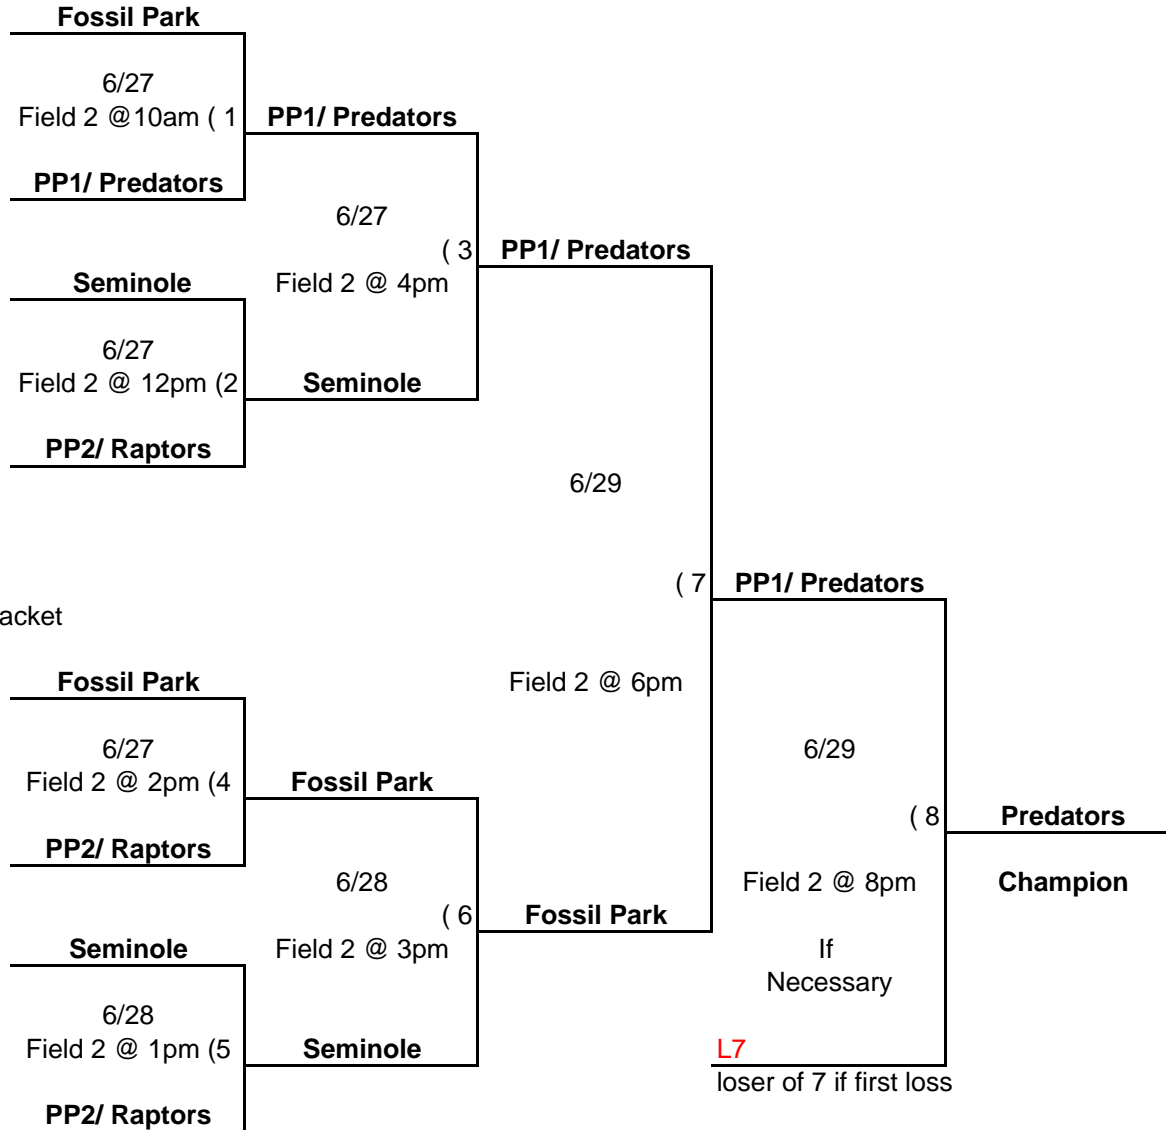 Fossil Park
6/27
Field 2 @10am ( 1
PP1/ Predators
PP1/ Predators
6/27
( 3
PP1/ Predators
Seminole
Field 2 @ 4pm
6/27
Field 2 @ 12pm (2
Seminole
PP2/ Raptors
6/29
( 7
PP1/ Predators
acket
Fossil Park
Field 2 @ 6pm
6/27
6/29
Field 2 @ 2pm (4
Fossil Park
( 8
Predators
PP2/ Raptors
6/28
Field 2 @ 8pm
Champion
( 6
Fossil Park
Seminole
Field 2 @ 3pm
If
Necessary
6/28
Field 2 @ 1pm (5
Seminole
L7
loser of 7 if first loss
PP2/ Raptors